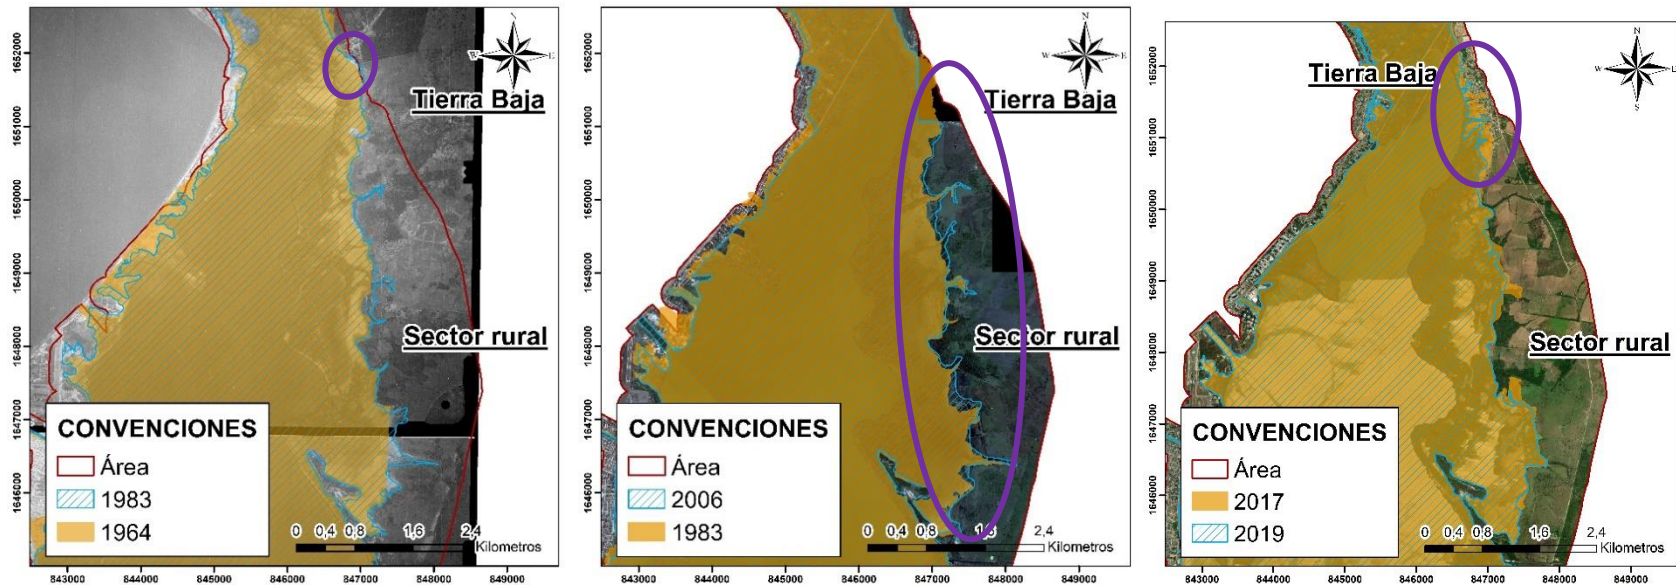 N
W
E
1652000
1651000
1650000
1649000
1648000
1647000
1646000
Tierra Baja
Sector rural
CONVENCIONES
Área
1983
1964
0 0,4 0,8 1,6 2,4
Kilometros
843000 844000 845000 846000 847000 848000 849000
N
W
E
1652000
1651000
1650000
1649000
1648000
1647000
1646000
Tierra Baja
Sector rural
CONVENCIONES
Área
2006
1983
0 0,4 0,8 1,6 2,4
Kilometros
843000 844000 845000 846000 847000 848000 849000
N
W
E
S
1652000
1651000
1650000
1649000
1648000
1647000
1646000
Tierra Baja
Sector rural
CONVENCIONES
Área
2017
2019
0 0,4 0,8 1,6 2,4
Kilometros
843000 844000 845000 846000 847000 848000 849000